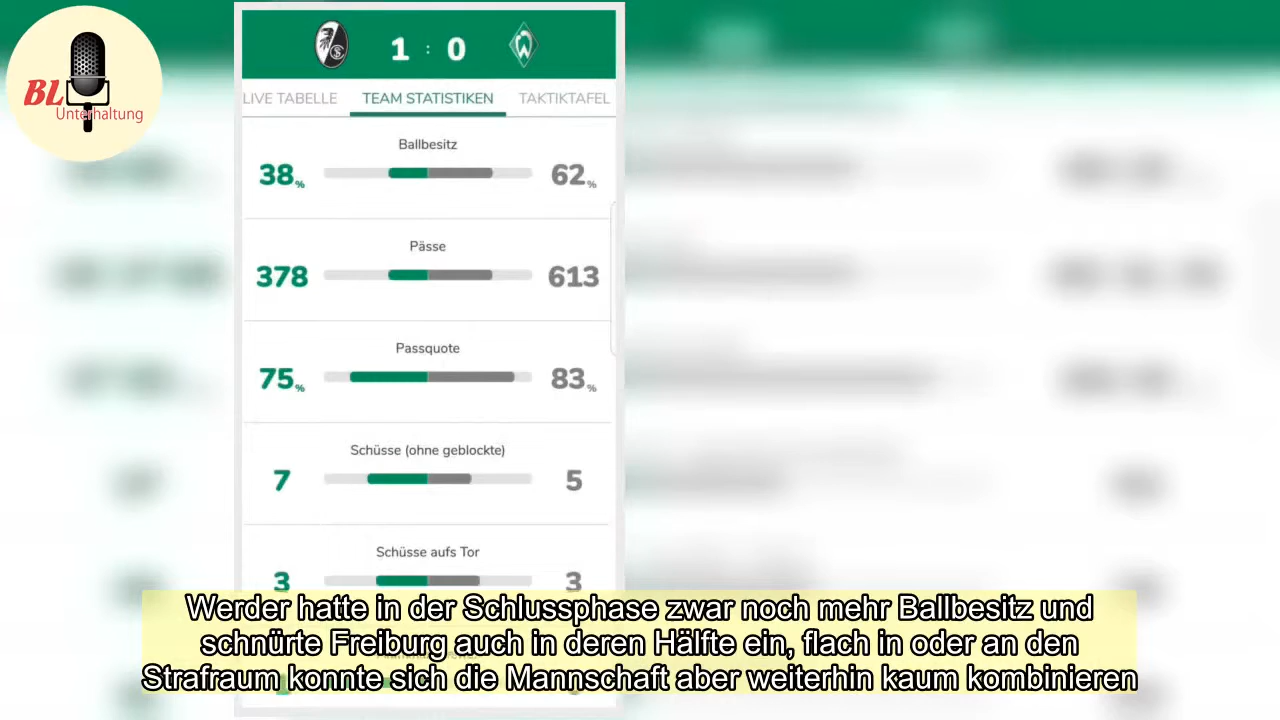 BL
Unterhaltung
1 : 0
LIVE TABELLE TEAM STATISTIKEN TAKTIKTAFEL
Ballbesitz
38% 62%
Pässe
378 613
Passquote
75% 83%
Schüsse (ohne geblockte)
7 5
Schüsse aufs Tor
3 3
Werder hatte in der Schlussphase zwar noch mehr Ballbesitz und
schnürte Freiburg auch in deren Hälfte ein, flach in oder an den
Strafraum konnte sich die Mannschaft aber weiterhin kaum kombinieren